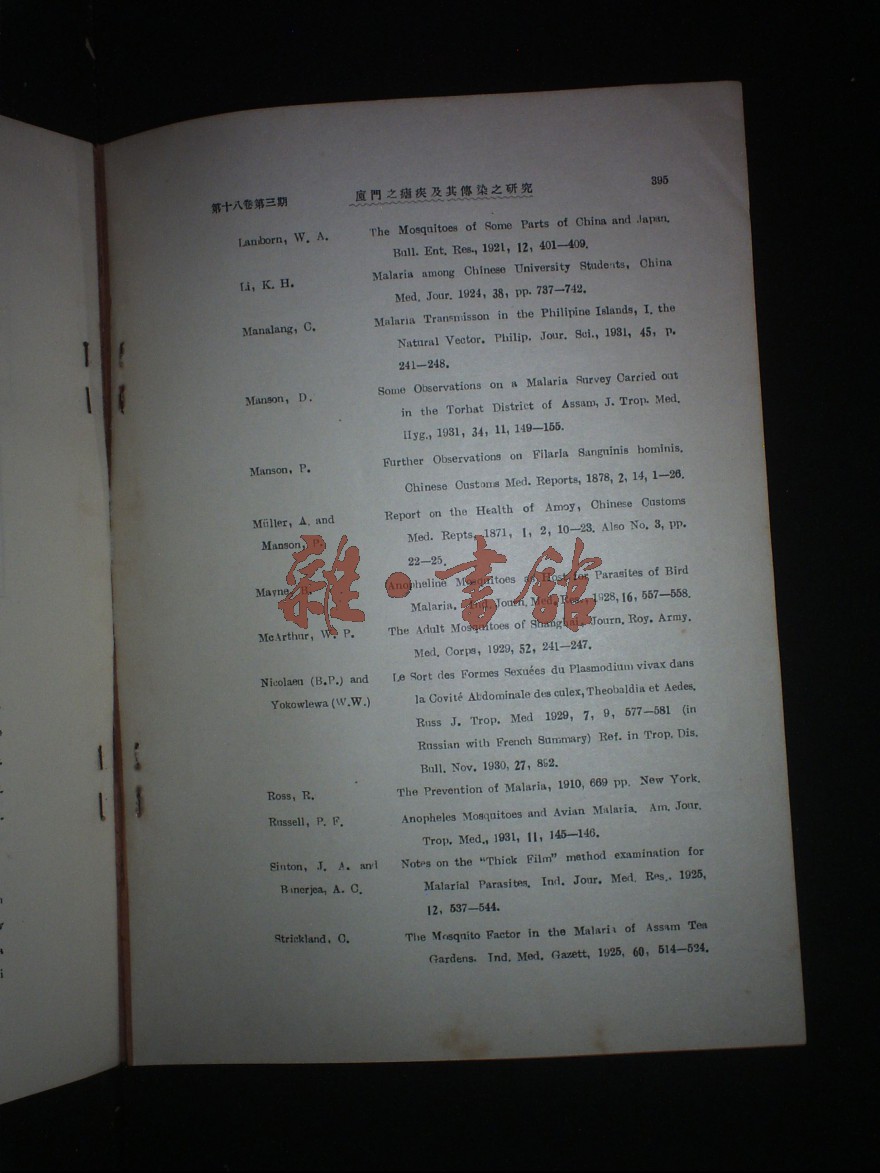 第十八卷第三期 廈門之瘧疾及其傳染之研究 395
Lamborn, W. A. The Mosquitoes of Some Parts of China and Japan.
Bull. Ent. Res., 1921, 12, 401—409.
Li, K. H. Malaria among Chinese University Students, China
Med. Jour. 1924, 38, pp. 737—742.
Manalang, C. Malaria Transmisson in the Philipine Islands, I. the
Natural Vector. Philip. Jour. Sci., 1931, 45, p.
241—248.
Manson, D. Some Observations on a Malaria Survey Carried out
in the Torhat District of Assam, J. Trop. Med.
Hyg., 1931, 34, 11, 149—155.
Manson, P. Further Observations on Filaria Sanguinis hominis.
Chinese Customs Med. Reports, 1878, 2, 14, 1—26.
Müller, A. and Report on the Health of Amoy, Chinese Customs
Manson, P. Med. Repts. 1871, 1, 2, 10—23. Also No. 3, pp.
22—25.
Mayne, Anopheline Mosquitoes as Host for Parasites of Bird
Malaria. Ind. Journ. Med. Res., 1928, 16, 557—558.
McArthur, W. P. The Adult Mosquitoes of Shanghai, Journ. Roy. Army.
Med. Corps, 1929, 52, 241—247.
Nicolaeu (B.P.) and Le Sort des Formes Sexuées du Plasmodium vivax dans
Yokowlewa (W.W.) la Covité Abdominale des culex, Theobaldia et Aedes.
Russ J. Trop. Med 1929, 7, 9, 577—581 (in
Russian with French Summary) Ref. in Trop. Dis.
Bull. Nov. 1930, 27, 892.
Ross, R. The Prevention of Malaria, 1910, 669 pp. New York.
Russell, P. F. Anopheles Mosquitoes and Avian Malaria. Am. Jour.
Trop. Med., 1931, 11, 145—146.
Sinton, J. A. and Notes on the “Thick Film” method examination for
Banerjea, A. C. Malarial Parasites. Ind. Jour. Med. Res.. 1925,
12, 537—544.
Strickland, C. The Mosquito Factor in the Malaria of Assam Tea
Gardens. Ind. Med. Gazett, 1925, 60, 514—524.
雜·書館